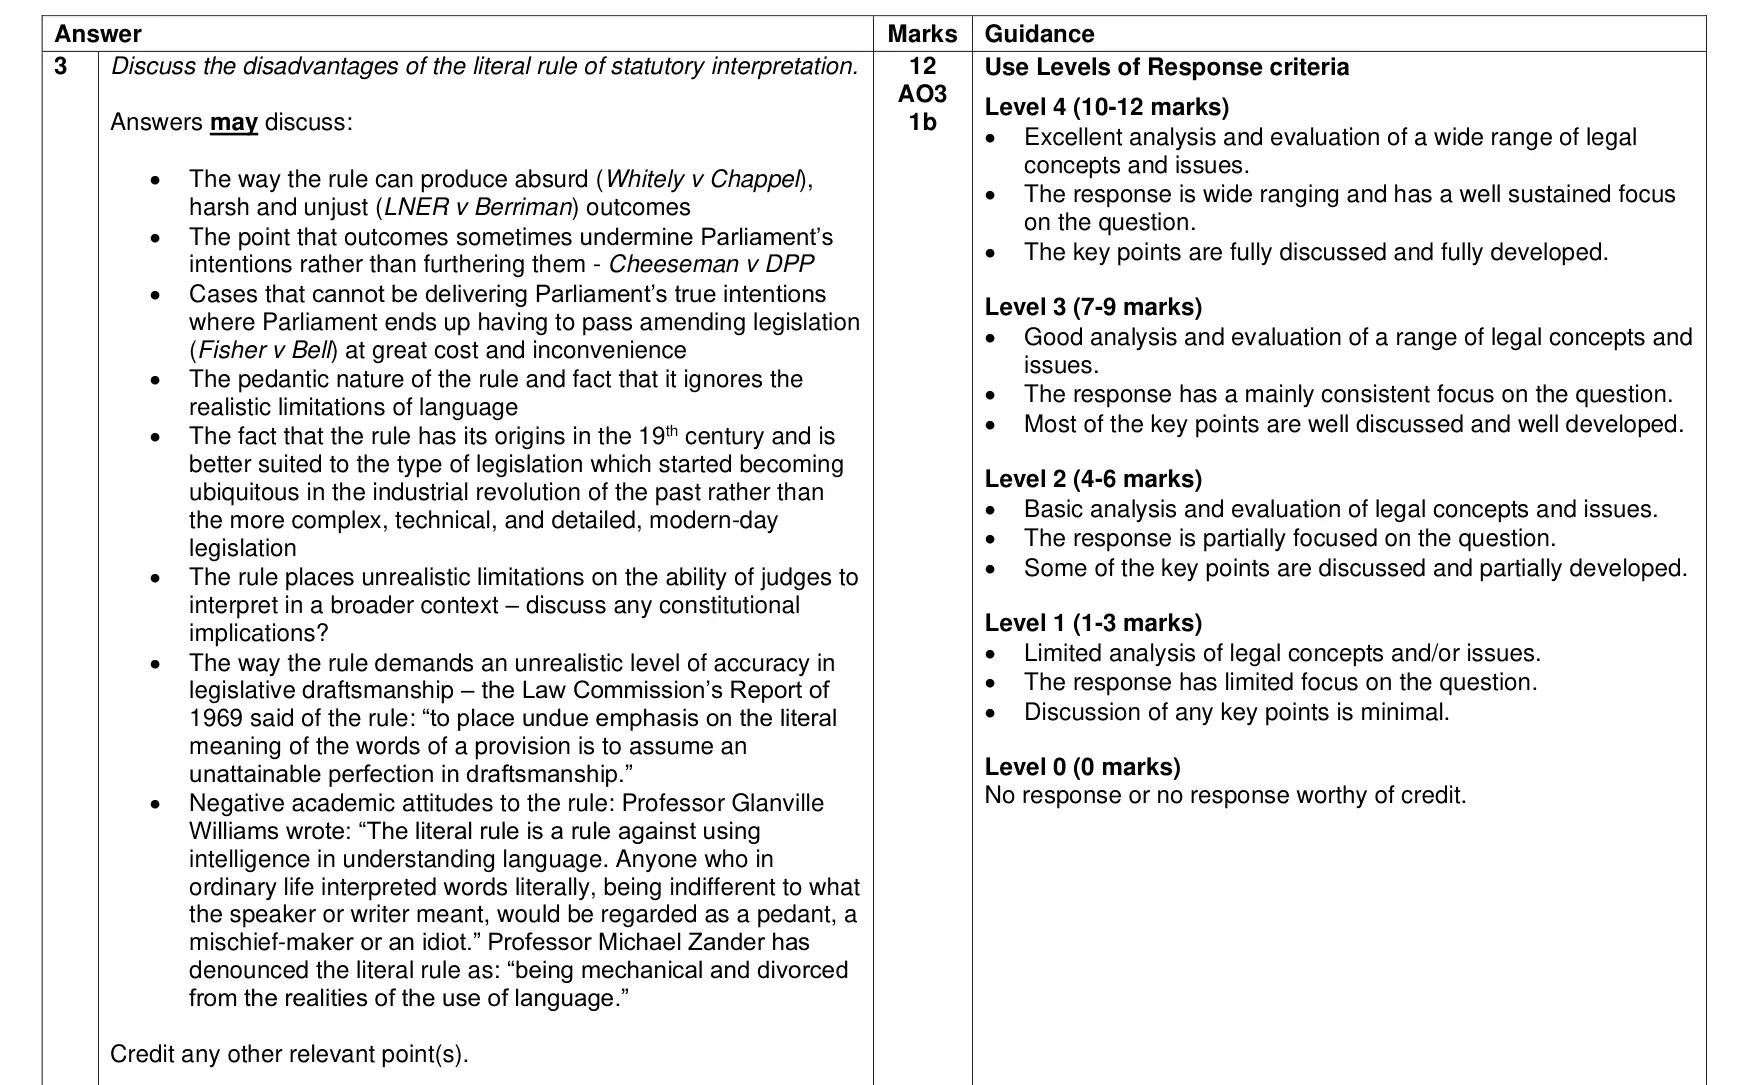 Answer Marks Guidance
3 Discuss the disadvantages of the literal rule of statutory interpretation.
Answers may discuss:
• The way the rule can produce absurd (Whitely v Chappel),
harsh and unjust (LNER v Berriman) outcomes
• The point that outcomes sometimes undermine Parliament’s
intentions rather than furthering them - Cheeseman v DPP
• Cases that cannot be delivering Parliament’s true intentions
where Parliament ends up having to pass amending legislation
(Fisher v Bell) at great cost and inconvenience
• The pedantic nature of the rule and fact that it ignores the
realistic limitations of language
• The fact that the rule has its origins in the 19th century and is
better suited to the type of legislation which started becoming
ubiquitous in the industrial revolution of the past rather than
the more complex, technical, and detailed, modern-day
legislation
• The rule places unrealistic limitations on the ability of judges to
interpret in a broader context – discuss any constitutional
implications?
• The way the rule demands an unrealistic level of accuracy in
legislative draftsmanship – the Law Commission’s Report of
1969 said of the rule: “to place undue emphasis on the literal
meaning of the words of a provision is to assume an
unattainable perfection in draftsmanship.”
• Negative academic attitudes to the rule: Professor Glanville
Williams wrote: “The literal rule is a rule against using
intelligence in understanding language. Anyone who in
ordinary life interpreted words literally, being indifferent to what
the speaker or writer meant, would be regarded as a pedant, a
mischief-maker or an idiot.” Professor Michael Zander has
denounced the literal rule as: “being mechanical and divorced
from the realities of the use of language.”
Credit any other relevant point(s).
12
AO3
1b
Use Levels of Response criteria
Level 4 (10-12 marks)
• Excellent analysis and evaluation of a wide range of legal
concepts and issues.
• The response is wide ranging and has a well sustained focus
on the question.
• The key points are fully discussed and fully developed.
Level 3 (7-9 marks)
• Good analysis and evaluation of a range of legal concepts and
issues.
• The response has a mainly consistent focus on the question.
• Most of the key points are well discussed and well developed.
Level 2 (4-6 marks)
• Basic analysis and evaluation of legal concepts and issues.
• The response is partially focused on the question.
• Some of the key points are discussed and partially developed.
Level 1 (1-3 marks)
• Limited analysis of legal concepts and/or issues.
• The response has limited focus on the question.
• Discussion of any key points is minimal.
Level 0 (0 marks)
No response or no response worthy of credit.